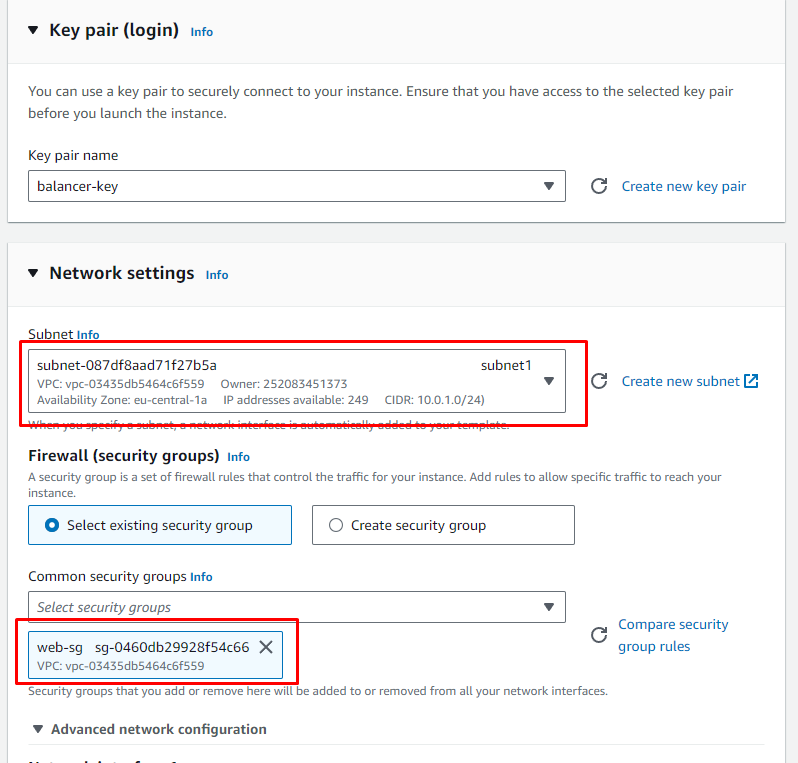 Key pair (login) Info
You can use a key pair to securely connect to your instance. Ensure that you have access to the selected key pair
before you launch the instance.
Key pair name
balancer-key
Create new key pair
Network settings Info
Subnet Info
subnet-087df8aad71f27b5a subnet1
VPC: vpc-03435db5464c6f559 Owner: 252083451373
Availability Zone: eu-central-1a IP addresses available: 249 CIDR: 10.0.1.0/24)
Create new subnet
When you specify a subnet, a network interface is automatically added to your template.
Firewall (security groups) Info
A security group is a set of firewall rules that control the traffic for your instance. Add rules to allow specific traffic to reach your
instance.
Select existing security group
Create security group
Common security groups Info
Select security groups
web-sg sg-0460db29928f54c66
VPC: vpc-03435db5464c6f559
Compare security
group rules
Security groups that you add or remove here will be added to or removed from all your network interfaces.
Advanced network configuration